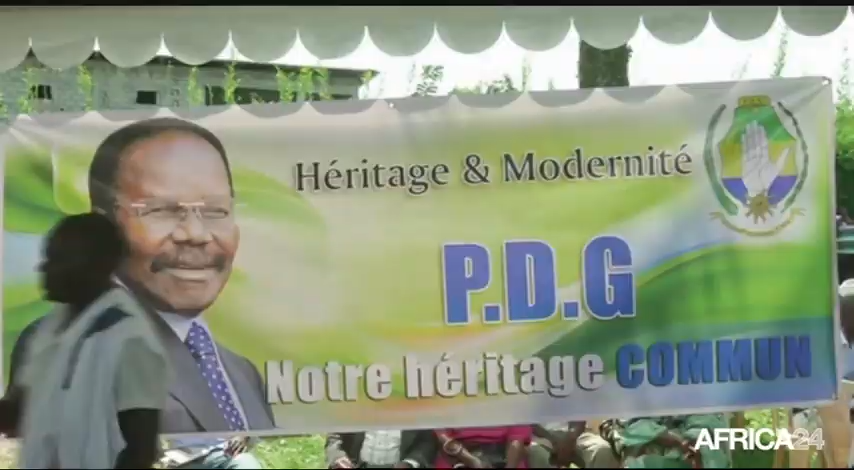 Héritage & Modernité
P.D.G
Notre héritage COMMUN
AFRICA24